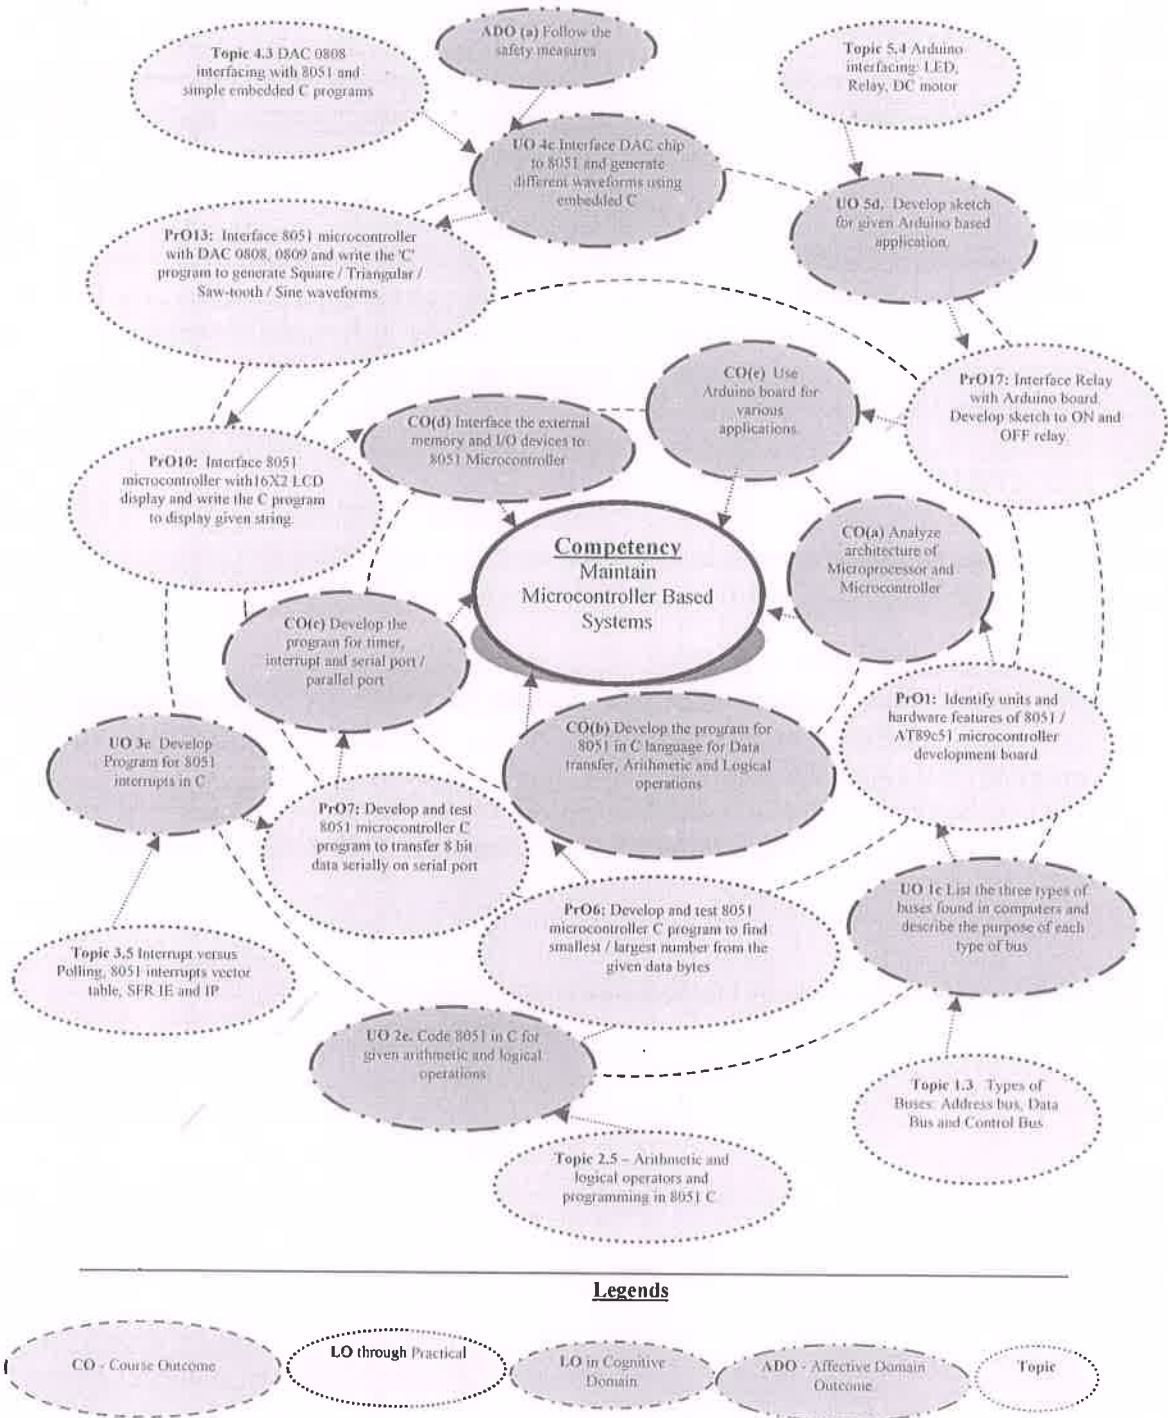 ADO (a) Follow the
safety measures
Topic 4.3 DAC 0808
interfacing with 8051 and
simple embedded C programs
Topic 5.4 Arduino
interfacing: LED,
Relay, DC motor
UO 4c Interface DAC chip
to 8051 and generate
different waveforms using
embedded C
UO 5d. Develop sketch
for given Arduino based
application.
PrO13: Interface 8051 microcontroller
with DAC 0808, 0809 and write the 'C'
program to generate Square / Triangular /
Saw-tooth / Sine waveforms
CO(e) Use
Arduino board for
various
applications.
PrO17: Interface Relay
with Arduino board.
Develop sketch to ON and
OFF relay.
CO(d) Interface the external
memory and I/O devices to
8051 Microcontroller
PrO10: Interface 8051
microcontroller with16X2 LCD
display and write the C program
to display given string.
CO(a) Analyze
architecture of
Microprocessor and
Microcontroller
Competency
Maintain
Microcontroller Based
Systems
CO(c) Develop the
program for timer,
interrupt and serial port /
parallel port
PrO1: Identify units and
hardware features of 8051 /
AT89c51 microcontroller
development board
CO(b) Develop the program for
8051 in C language for Data
transfer, Arithmetic and Logical
operations
UO 3e Develop
Program for 8051
interrupts in C
PrO7: Develop and test
8051 microcontroller C
program to transfer 8 bit
data serially on serial port
UO 1c List the three types of
buses found in computers and
describe the purpose of each
type of bus
PrO6: Develop and test 8051
microcontroller C program to find
smallest / largest number from the
given data bytes
Topic 3.5 Interrupt versus
Polling, 8051 interrupts vector
table, SFR IE and IP
UO 2e. Code 8051 in C for
given arithmetic and logical
operations
Topic 1.3 Types of
Buses: Address bus, Data
Bus and Control Bus
Topic 2.5 – Arithmetic and
logical operators and
programming in 8051 C
Legends
CO - Course Outcome
LO through Practical
LO in Cognitive
Domain
ADO - Affective Domain
Outcome
Topic